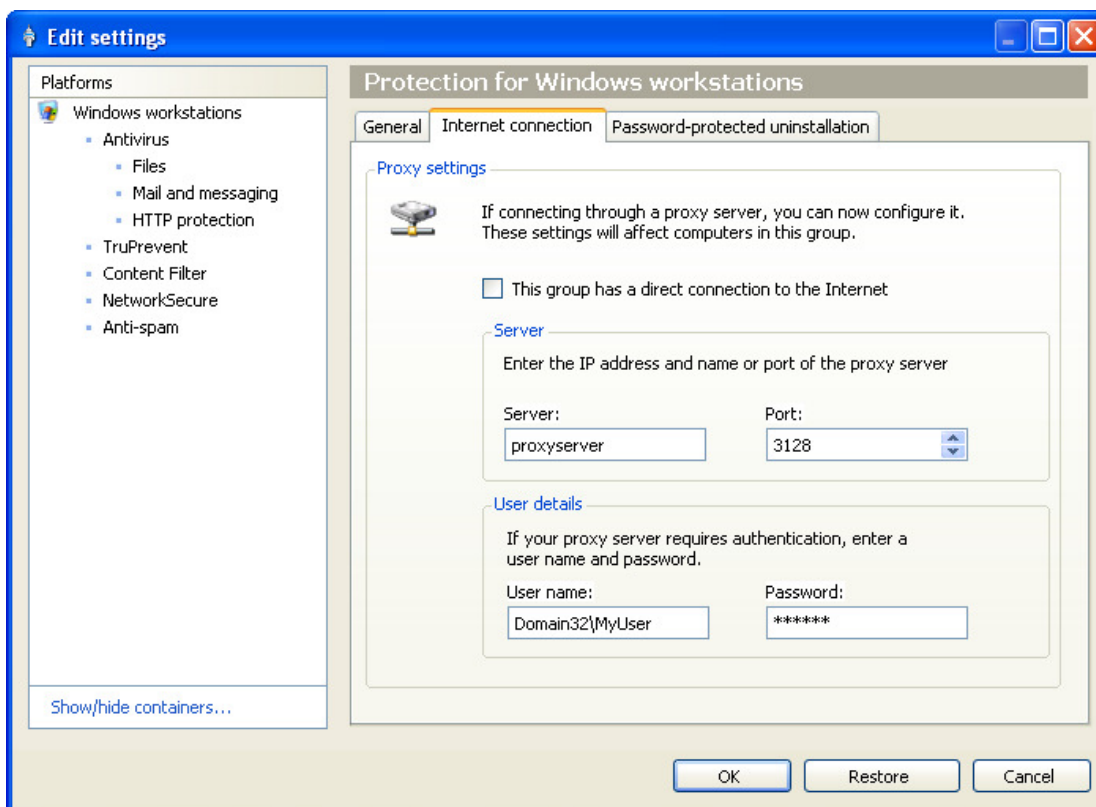 Edit settings
Platforms
Windows workstations
Antivirus
Files
Mail and messaging
HTTP protection
TruPrevent
Content Filter
NetworkSecure
Anti-spam
Show/hide containers...
Protection for Windows workstations
General Internet connection Password-protected uninstallation
Proxy settings
If connecting through a proxy server, you can now configure it.
These settings will affect computers in this group.
This group has a direct connection to the Internet
Server
Enter the IP address and name or port of the proxy server
Server: Port:
proxyserver 3128
User details
If your proxy server requires authentication, enter a
user name and password.
User name: Password:
Domain32\MyUser ******
OK Restore Cancel